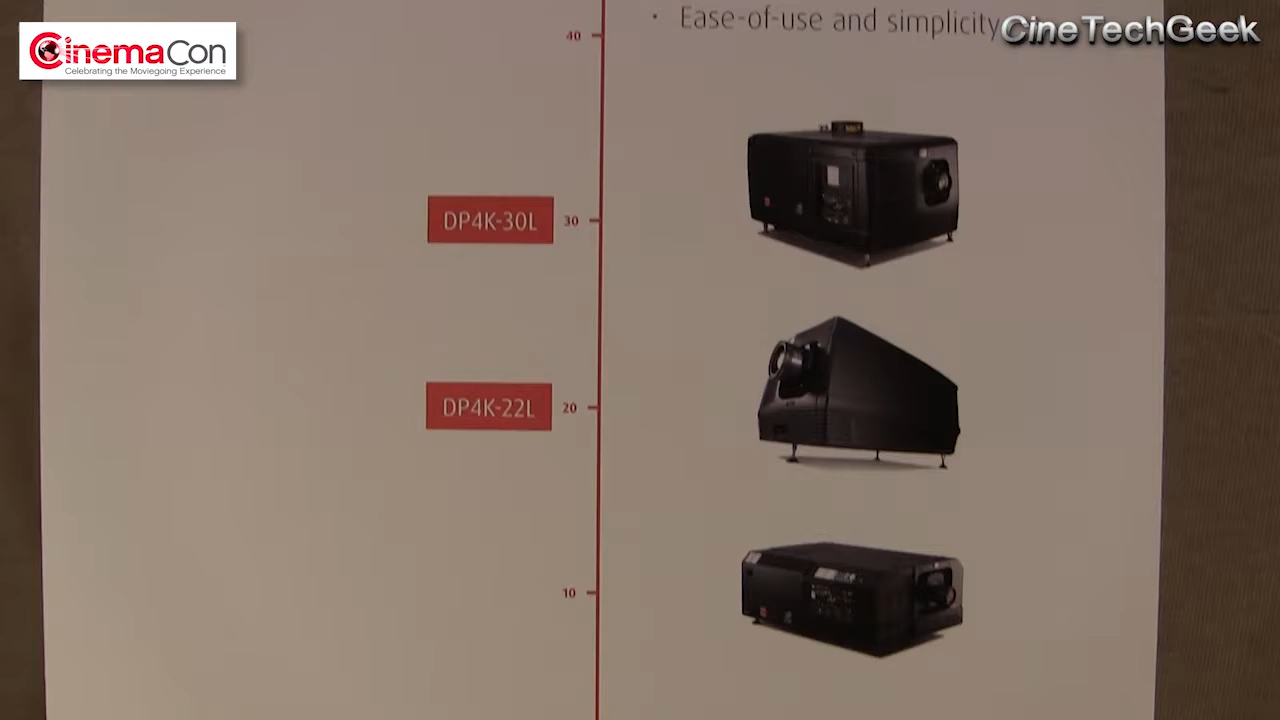 CinemaCon
Celebrating the Moviegoing Experience
· Ease-of-use and simplicity
CineTechGeek
40
DP4K-30L
30
DP4K-22L
20
10